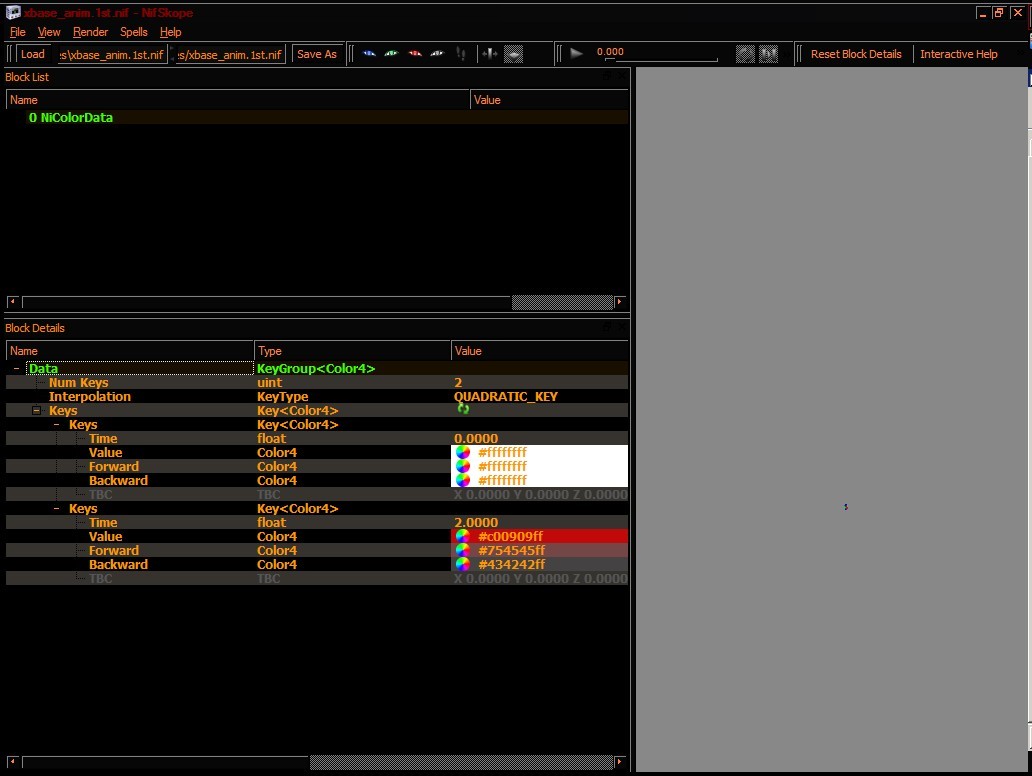 xbase_anim.1st.nif - NifSkope
File View Render Spells Help
Load :s\xbase_anim.1st.nif :s/xbase_anim.1st.nif Save As 0.000 Reset Block Details Interactive Help
Block List
Name Value
0 NiColorData
Block Details
Name Type Value
Data KeyGroup<Color4>
Num Keys uint 2
Interpolation KeyType QUADRATIC_KEY
Keys Key<Color4>
Keys Key<Color4>
Time float 0.0000
Value Color4 #ffffffff
Forward Color4 #ffffffff
Backward Color4 #ffffffff
TBC TBC X 0.0000 Y 0.0000 Z 0.0000
Keys Key<Color4>
Time float 2.0000
Value Color4 #c00909ff
Forward Color4 #754545ff
Backward Color4 #434242ff
TBC TBC X 0.0000 Y 0.0000 Z 0.0000